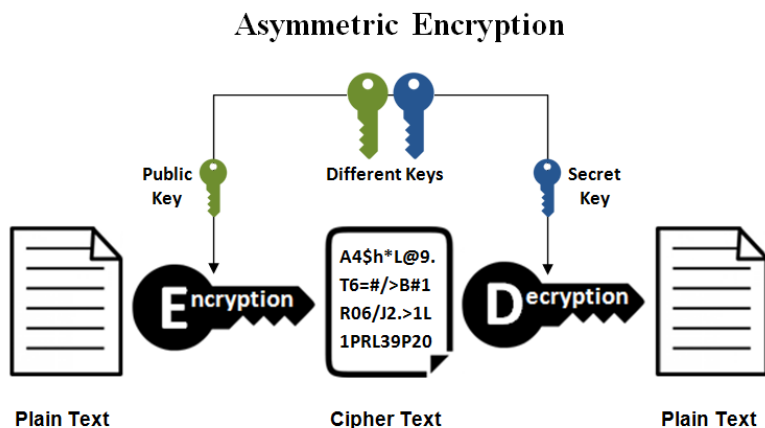 Asymmetric Encryption
Public
Key
Different Keys
Secret
Key
Encryption
A4$h*L@9.
T6=#/>B#1
R06/J2.>1L
1PRL39P20
Decryption
Plain Text
Cipher Text
Plain Text